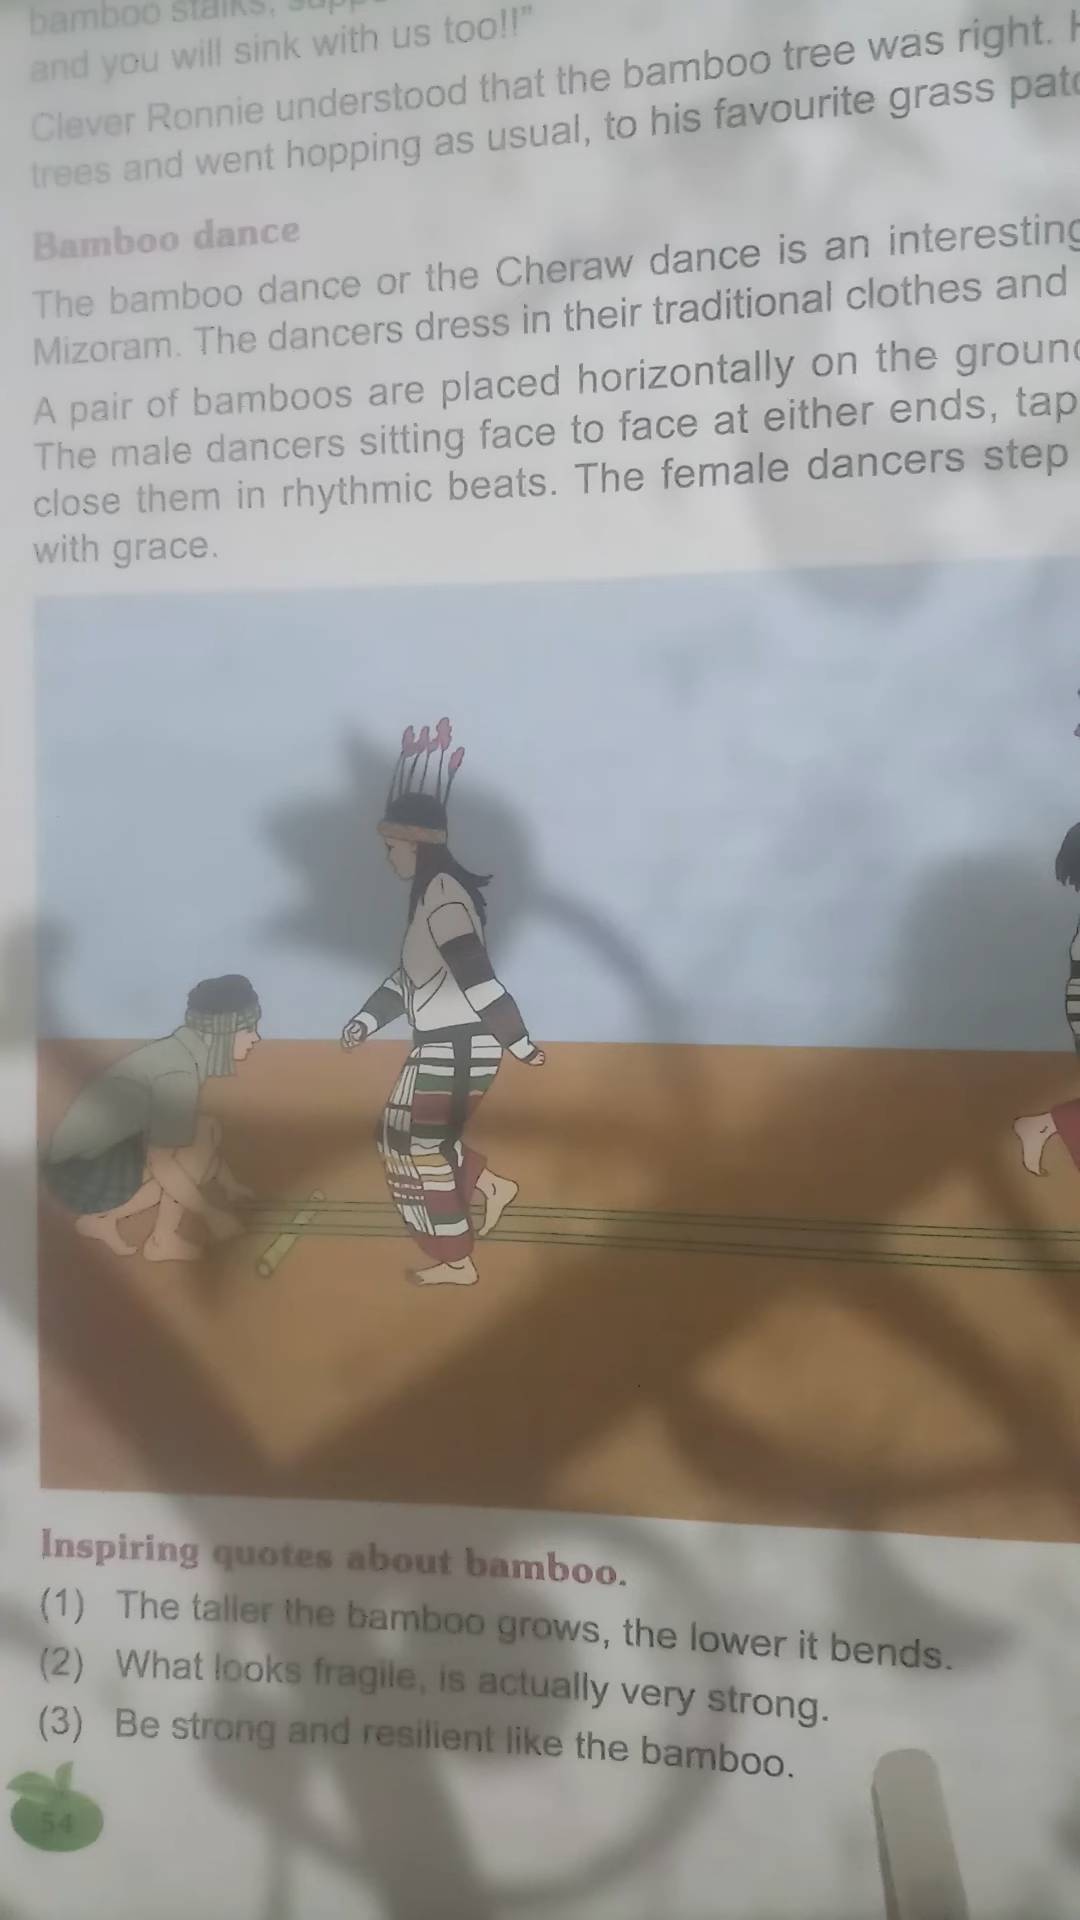 bamboo stalks,
and you will sink with us too!!"
Clever Ronnie understood that the bamboo tree was right.
trees and went hopping as usual, to his favourite grass
Bamboo dance
The bamboo dance or the Cheraw dance is an interesting
Mizoram. The dancers dress in their traditional clothes and
A pair of bamboos are placed horizontally on the
The male dancers sitting face to face at either ends, tap
close them in rhythmic beats. The female dancers step
with grace.
Inspiring quotes about bamboo.
(1) The taller the bamboo grows, the lower it bends.
(2) What looks fragile, is actually very strong.
(3) Be strong and resilient like the bamboo.
54